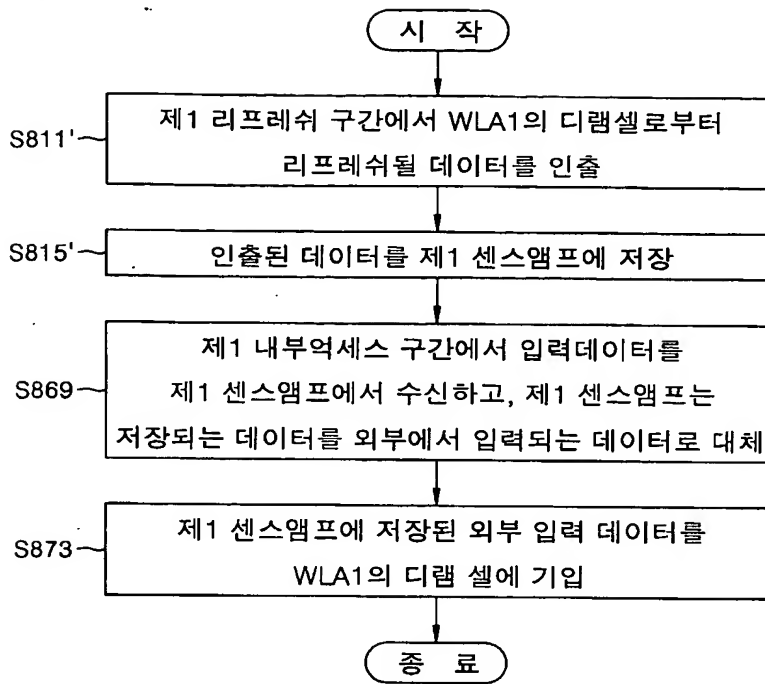 시 작
S811'
제1 리프레쉬 구간에서 WLA1의 디램셀로부터
리프레쉬될 데이터를 인출
S815'
인출된 데이터를 제1 센스앰프에 저장
S869
제1 내부억세스 구간에서 입력데이터를
제1 센스앰프에서 수신하고, 제1 센스앰프는
저장되는 데이터를 외부에서 입력되는 데이터로 대체
S873
제1 센스앰프에 저장된 외부 입력 데이터를
WLA1의 디램 셀에 기입
종 료